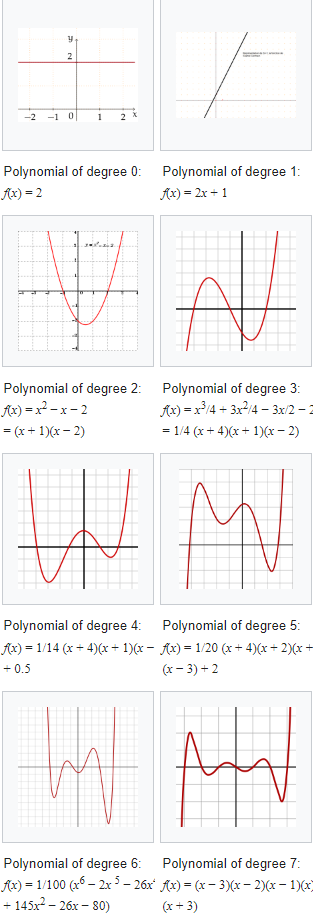 y
2
-2 -1 0 1 2 x
Polynomial of degree 0:
f(x) = 2
Polynomial of degree 1:
f(x) = 2x + 1
Polynomial of degree 2:
f(x) = x² − x − 2
= (x + 1)(x − 2)
Polynomial of degree 3:
f(x) = x³/4 + 3x²/4 − 3x/2 − 2
= 1/4 (x + 4)(x + 1)(x − 2)
Polynomial of degree 4:
f(x) = 1/14 (x + 4)(x + 1)(x −
+ 0.5
Polynomial of degree 5:
f(x) = 1/20 (x + 4)(x + 2)(x +
(x − 3) + 2
Polynomial of degree 6:
f(x) = 1/100 (x⁶ − 2x⁵ − 26x⁴
+ 145x² − 26x − 80)
Polynomial of degree 7:
f(x) = (x − 3)(x − 2)(x − 1)(x)
(x + 3)